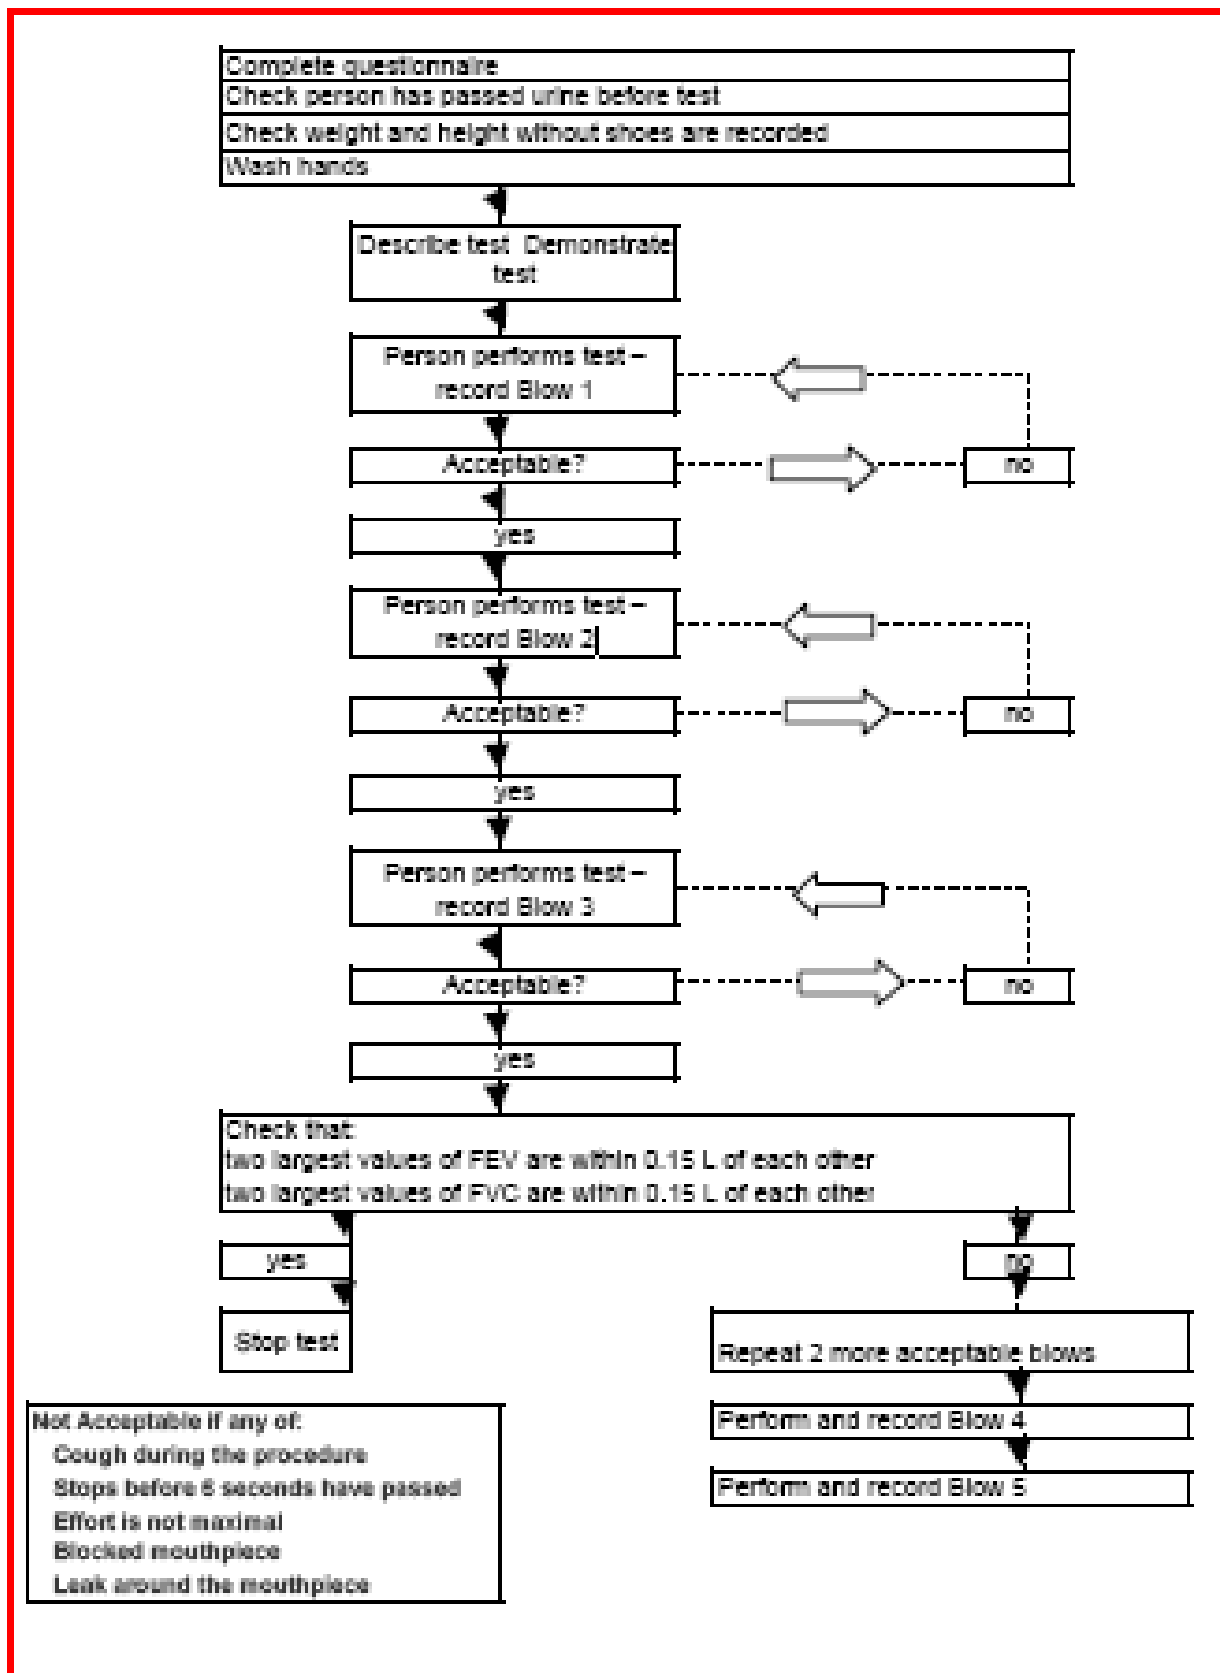 Complete questionnaire
Check person has passed urine before test
Check weight and height without shoes are recorded
Wash hands
Describe test Demonstrate
test
Person performs test –
record Blow 1
Acceptable?
no
yes
Person performs test –
record Blow 2
Acceptable?
no
yes
Person performs test –
record Blow 3
Acceptable?
no
yes
Check that:
two largest values of FEV are within 0.15 L of each other
two largest values of FVC are within 0.15 L of each other
yes
no
Stop test
Repeat 2 more acceptable blows
Perform and record Blow 4
Perform and record Blow 5
Not Acceptable if any of:
Cough during the procedure
Stops before 6 seconds have passed
Effort is not maximal
Blocked mouthpiece
Leak around the mouthpiece